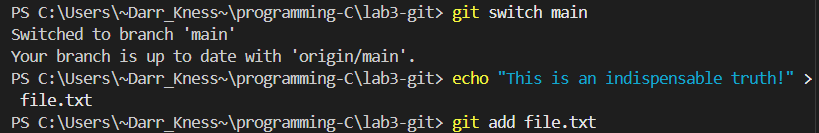 PS C:\Users\~Darr_Kness~\programming-C\lab3-git> git switch main
Switched to branch 'main'
Your branch is up to date with 'origin/main'.
PS C:\Users\~Darr_Kness~\programming-C\lab3-git> echo "This is an indispensable truth!" >
 file.txt
PS C:\Users\~Darr_Kness~\programming-C\lab3-git> git add file.txt